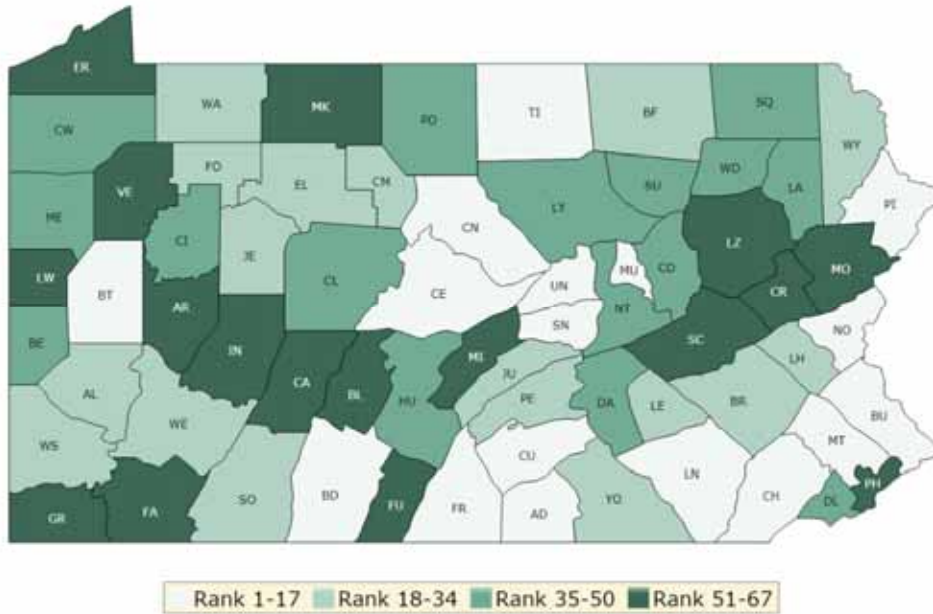 ER
WA
MK
PO
TI
BF
SQ
WY
CW
VE
FO
EL
CM
LY
SU
WD
LA
PI
ME
CI
JE
CL
CN
LZ
MO
LW
BT
AR
CE
UN
MU
CO
CR
NO
BE
IN
SN
NT
SC
CA
BL
HU
MI
JU
LH
AL
WE
PE
DA
LE
BR
BU
WS
CU
MT
GR
FA
SO
BD
FU
FR
AD
YO
LN
CH
DL
PH
Rank 1-17 Rank 18-34 Rank 35-50 Rank 51-67